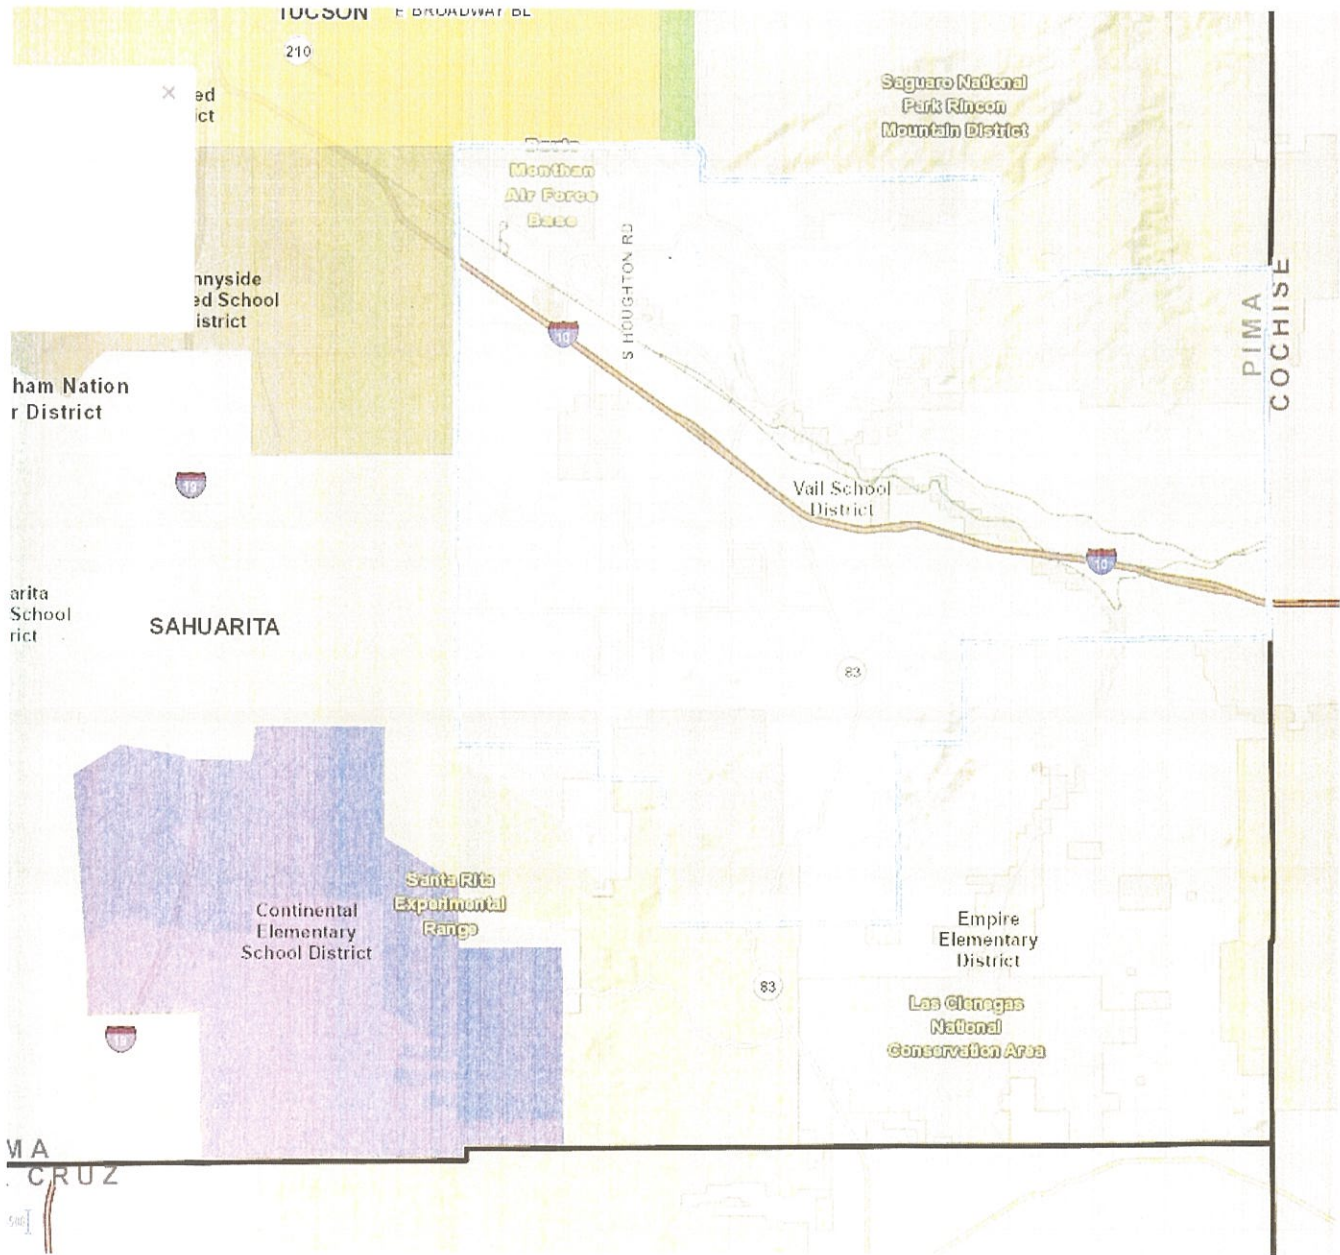 TUCSON E BROADWAY BL
210
×
ed
ict
Saguaro National
Park Rincon
Mountain District
Davis
Monthan
Air Force
Base
S HOUGHTON RD
nnyside
ed School
istrict
PIMA
COCHISE
10
ham Nation
r District
19
Vail School
District
10
arita
School
rict
SAHUARITA
83
Santa Rita
Experimental
Range
Continental
Elementary
School District
Empire
Elementary
District
83
Las Cienegas
National
Conservation Area
19
MA
. CRUZ